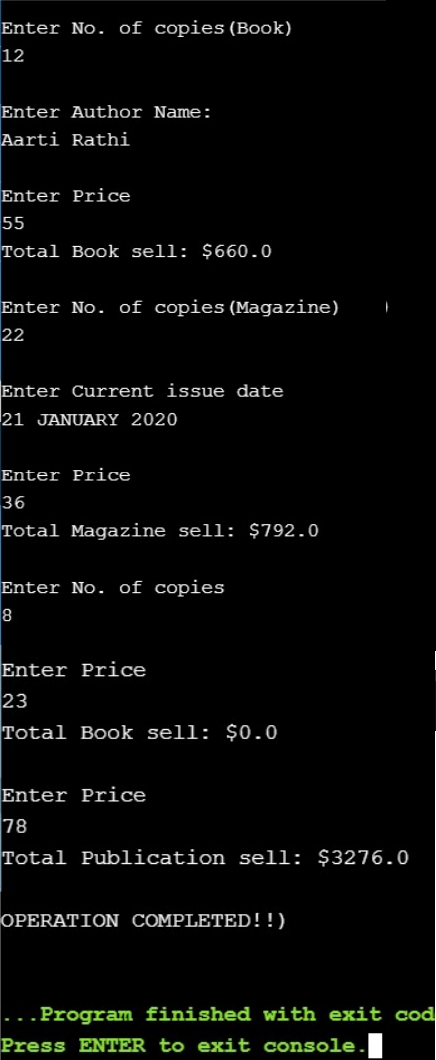 Enter No. of copies(Book)
12
Enter Author Name:
Aarti Rathi
Enter Price
55
Total Book sell: $660.0
Enter No. of copies(Magazine) )
22
Enter Current issue date
21 JANUARY 2020
Enter Price
36
Total Magazine sell: $792.0
Enter No. of copies
8
Enter Price
23
Total Book sell: $0.0
Enter Price
78
Total Publication sell: $3276.0
OPERATION COMPLETED!!)
...Program finished with exit cod
Press ENTER to exit console.